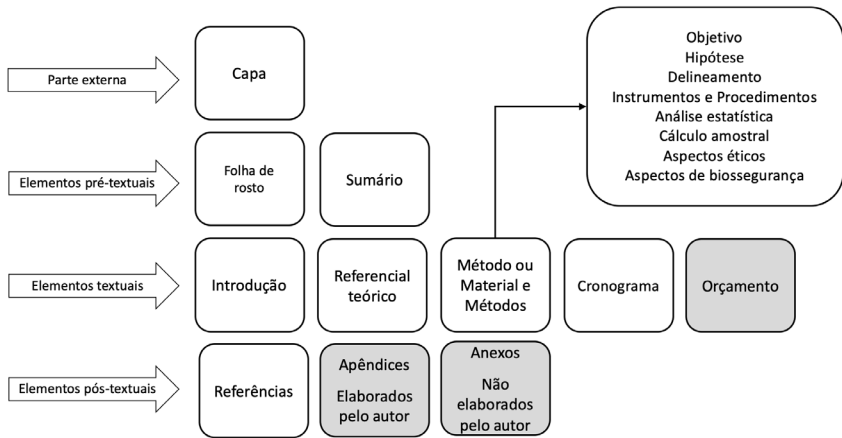 Parte externa
Capa
Objetivo
Hipótese
Delineamento
Instrumentos e Procedimentos
Análise estatística
Cálculo amostral
Aspectos éticos
Aspectos de biossegurança
Elementos pré-textuais
Folha de
rosto
Sumário
Elementos textuais
Introdução
Referencial
teórico
Método ou
Material e
Métodos
Cronograma
Orçamento
Elementos pós-textuais
Referências
Apêndices
Elaborados
pelo autor
Anexos
Não
elaborados
pelo autor